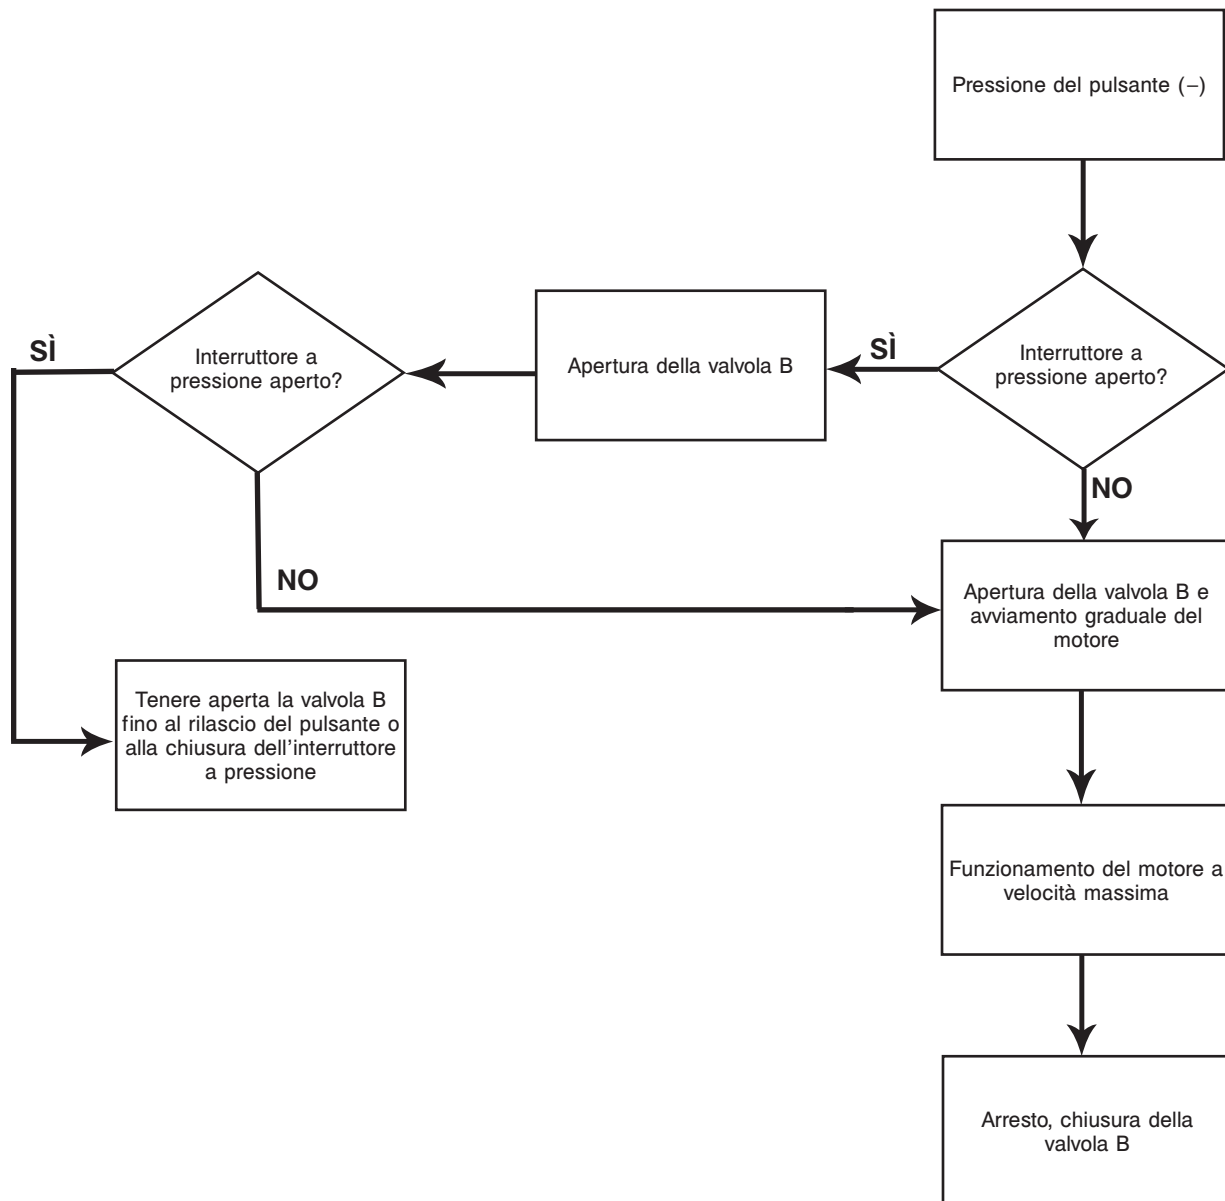 Pressione del pulsante (–)
Interruttore a
pressione aperto?
SÌ
Apertura della valvola B
Interruttore a
pressione aperto?
SÌ
NO
NO
Apertura della valvola B e
avviamento graduale del
motore
Tenere aperta la valvola B
fino al rilascio del pulsante o
alla chiusura dell'interruttore
a pressione
Funzionamento del motore a
velocità massima
Arresto, chiusura della
valvola B